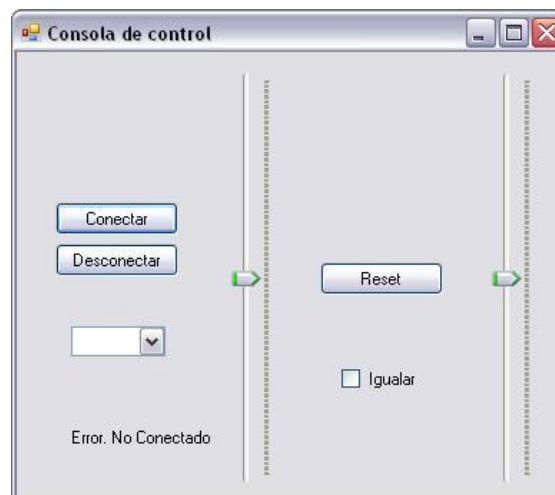 Consola de control
Conectar
Desconectar
Reset
Igualar
Error. No Conectado